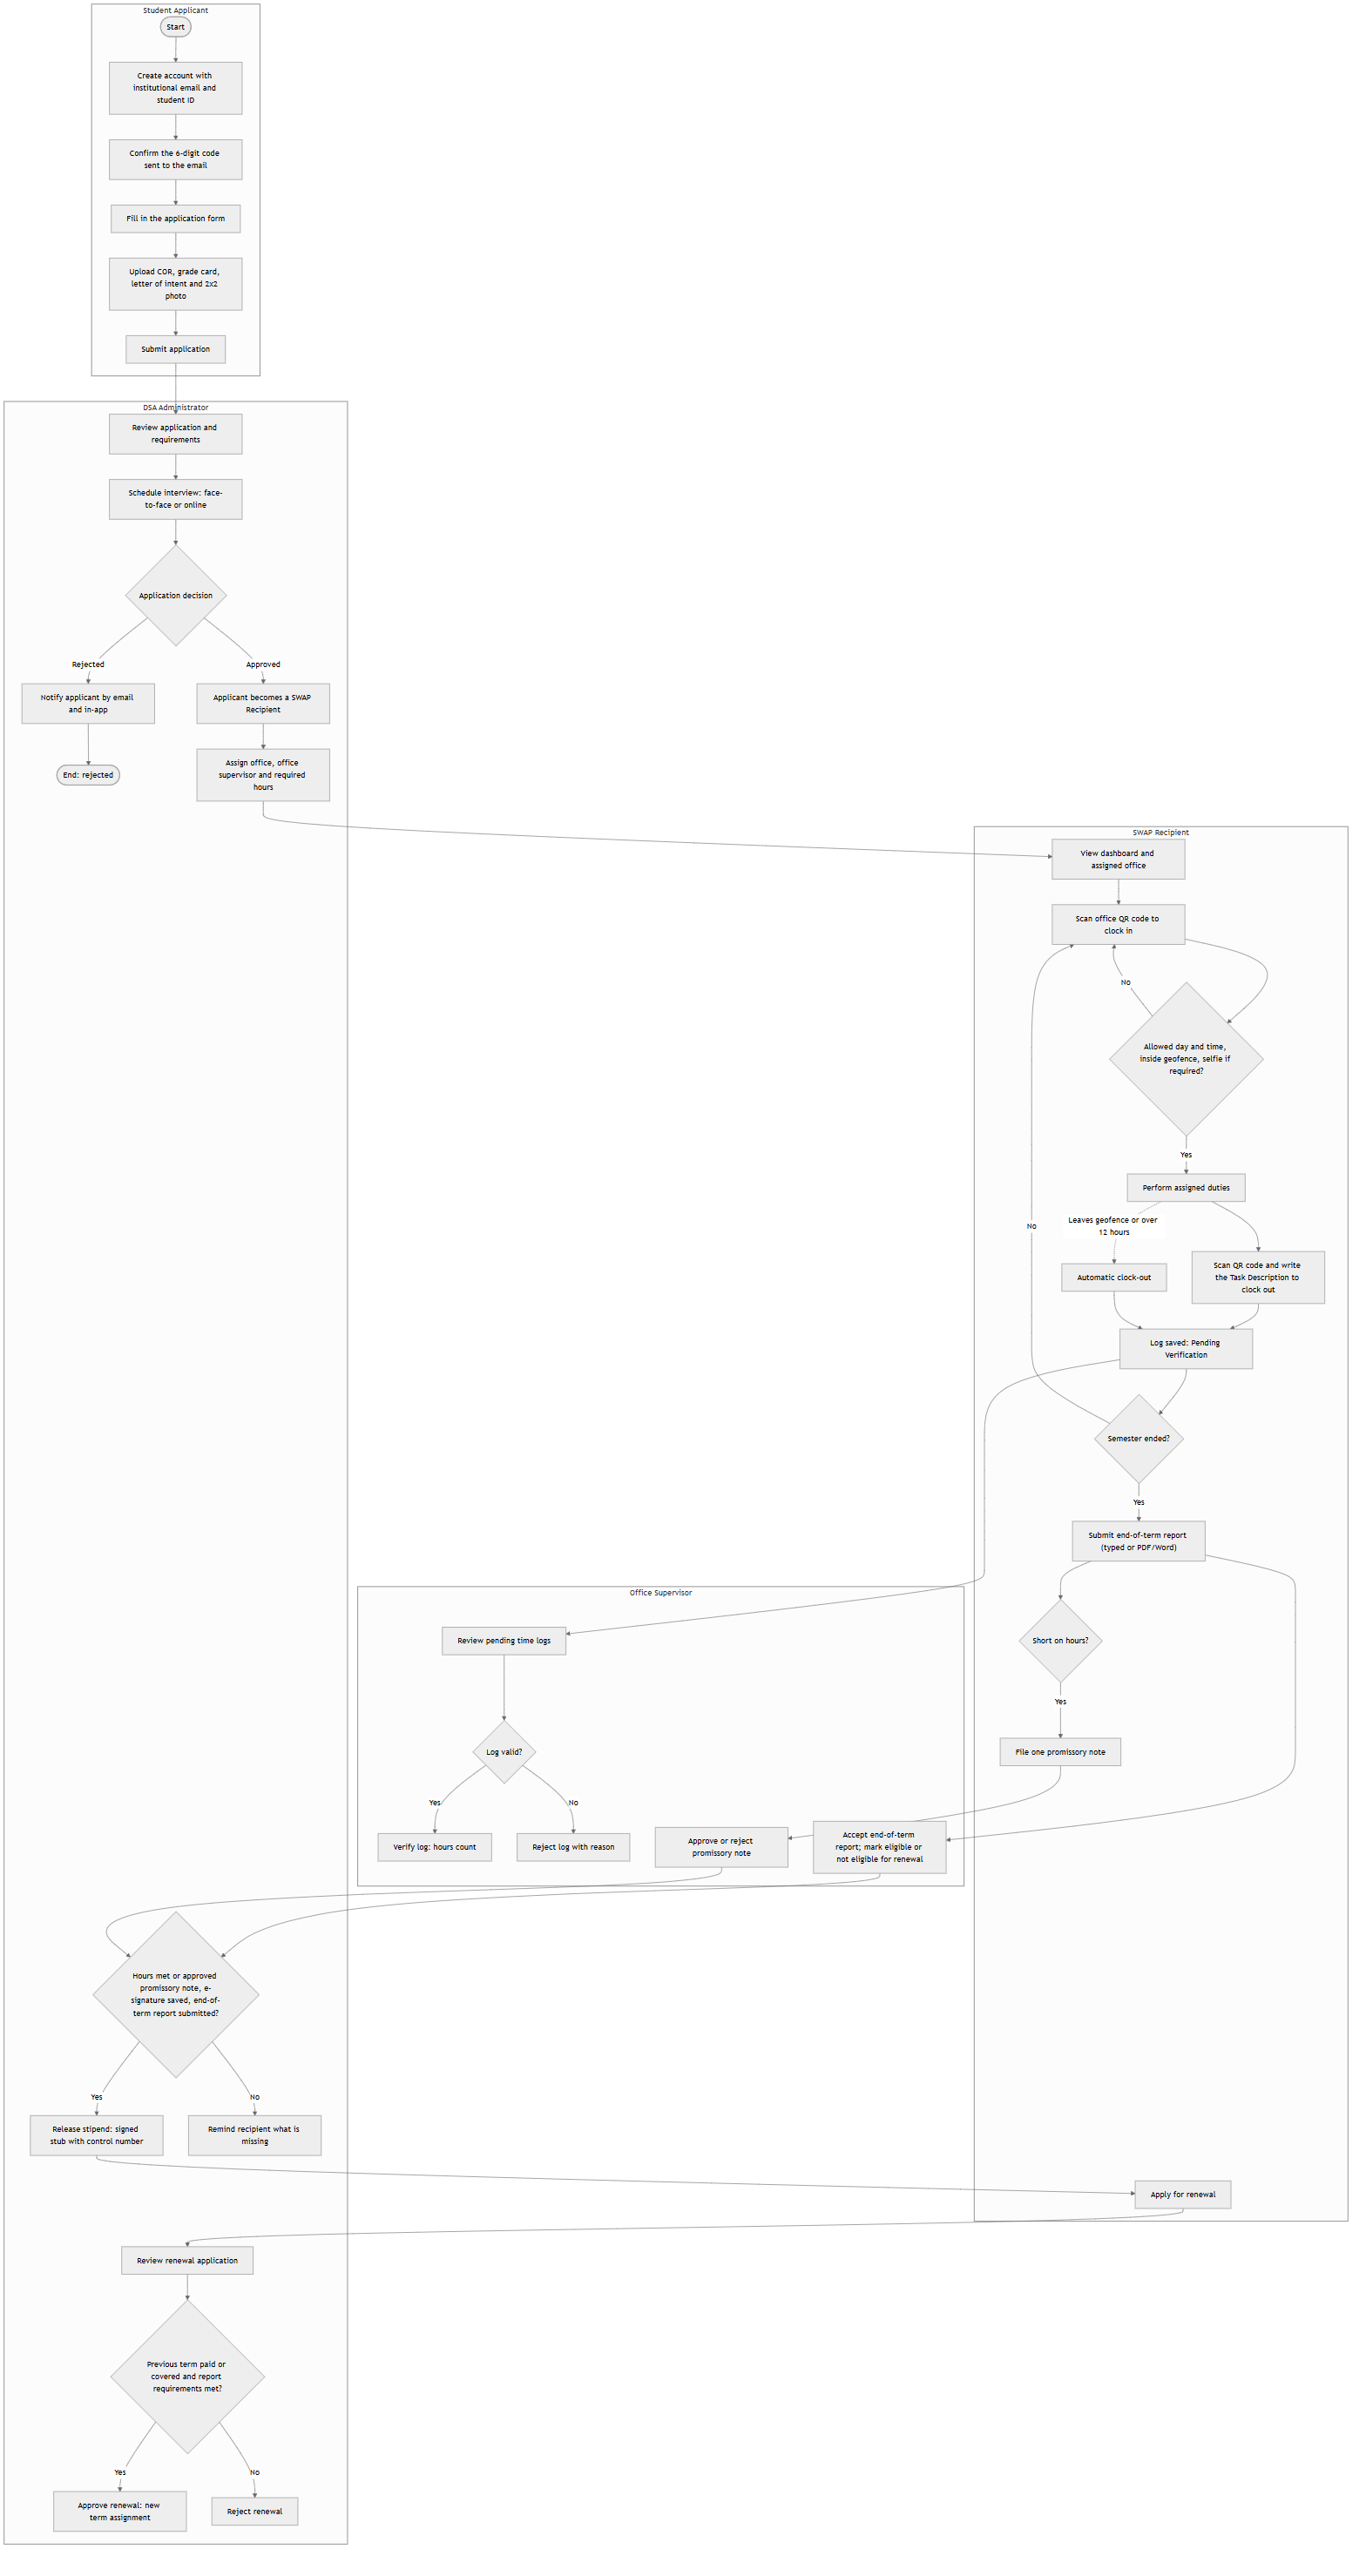 Student Applicant
Start
Create account with
institutional email and
student ID
Confirm the 6-digit code
sent to the email
Fill in the application form
Upload COR, grade card,
letter of intent and 2x2
photo
Submit application
DSA Administrator
Review application and
requirements
Schedule interview: face-
to-face or online
Application decision
Rejected
Approved
Notify applicant by email
and in-app
Applicant becomes a SWAP
Recipient
End: rejected
Assign office, office
supervisor and required
hours
SWAP Recipient
View dashboard and
assigned office
Scan office QR code to
clock in
No
Allowed day and time,
inside geofence, selfie if
required?
Yes
Perform assigned duties
Leaves geofence or over
12 hours
No
Automatic clock-out
Scan QR code and write
the Task Description to
clock out
Log saved: Pending
Verification
Semester ended?
Yes
Submit end-of-term report
(typed or PDF/Word)
Short on hours?
Yes
File one promissory note
Office Supervisor
Review pending time logs
Log valid?
Yes
No
Verify log: hours count
Reject log with reason
Approve or reject
promissory note
Accept end-of-term
report; mark eligible or
not eligible for renewal
Hours met or approved
promissory note, e-
signature saved, end-of-
term report submitted?
Yes
No
Release stipend: signed
stub with control number
Remind recipient what is
missing
Apply for renewal
Review renewal application
Previous term paid or
covered and report
requirements met?
Yes
No
Approve renewal: new
term assignment
Reject renewal